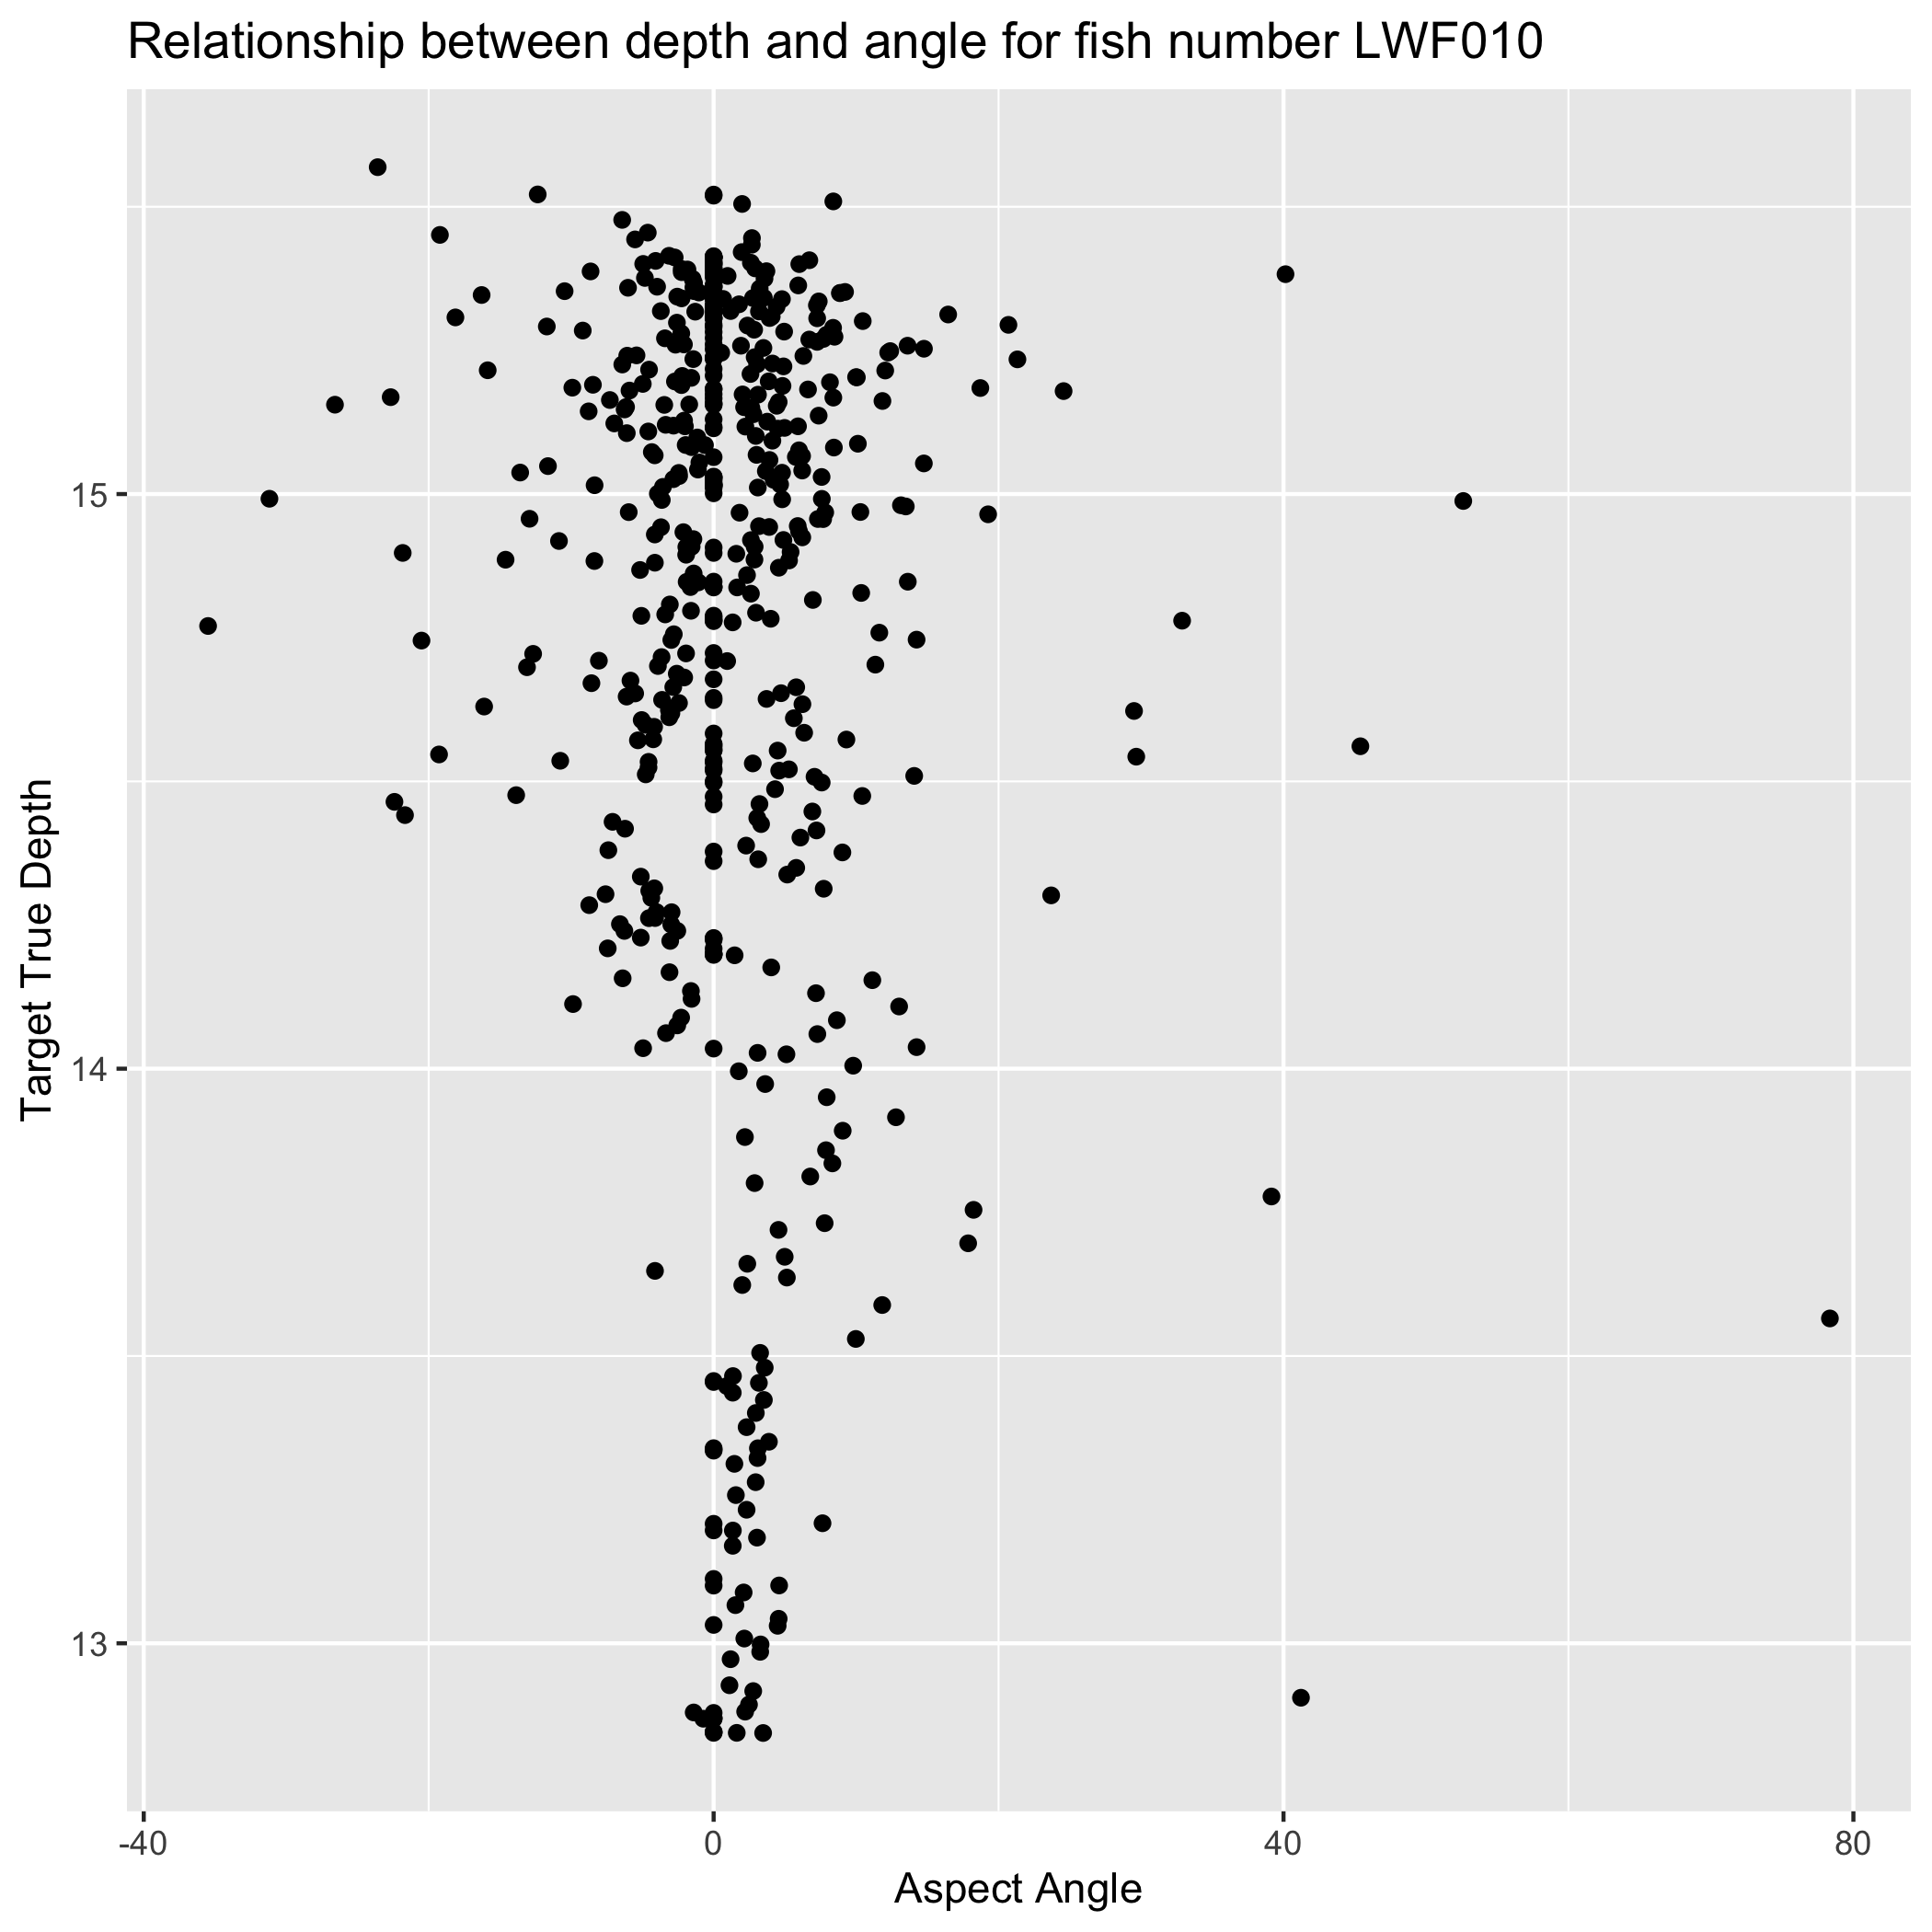 Relationship between depth and angle for fish number LWF010
Target True Depth
15
14
13
-40 0 40 80
Aspect Angle